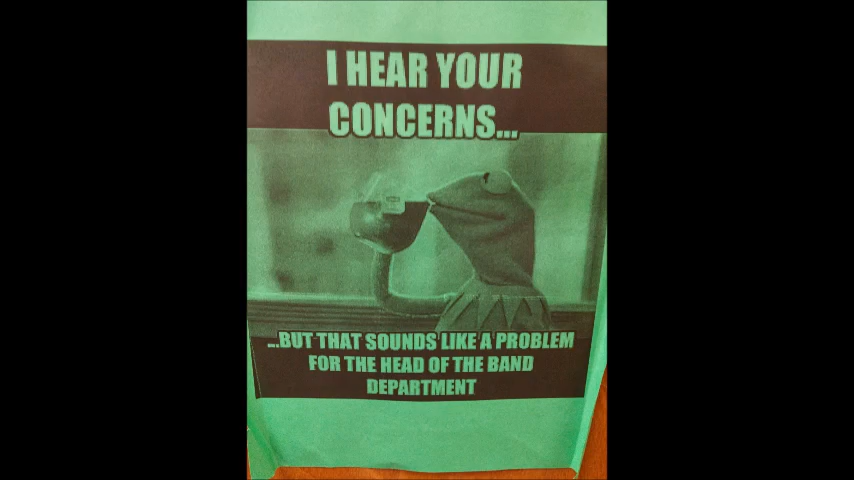 I HEAR YOUR
CONCERNS...
...BUT THAT SOUNDS LIKE A PROBLEM
FOR THE HEAD OF THE BAND
DEPARTMENT